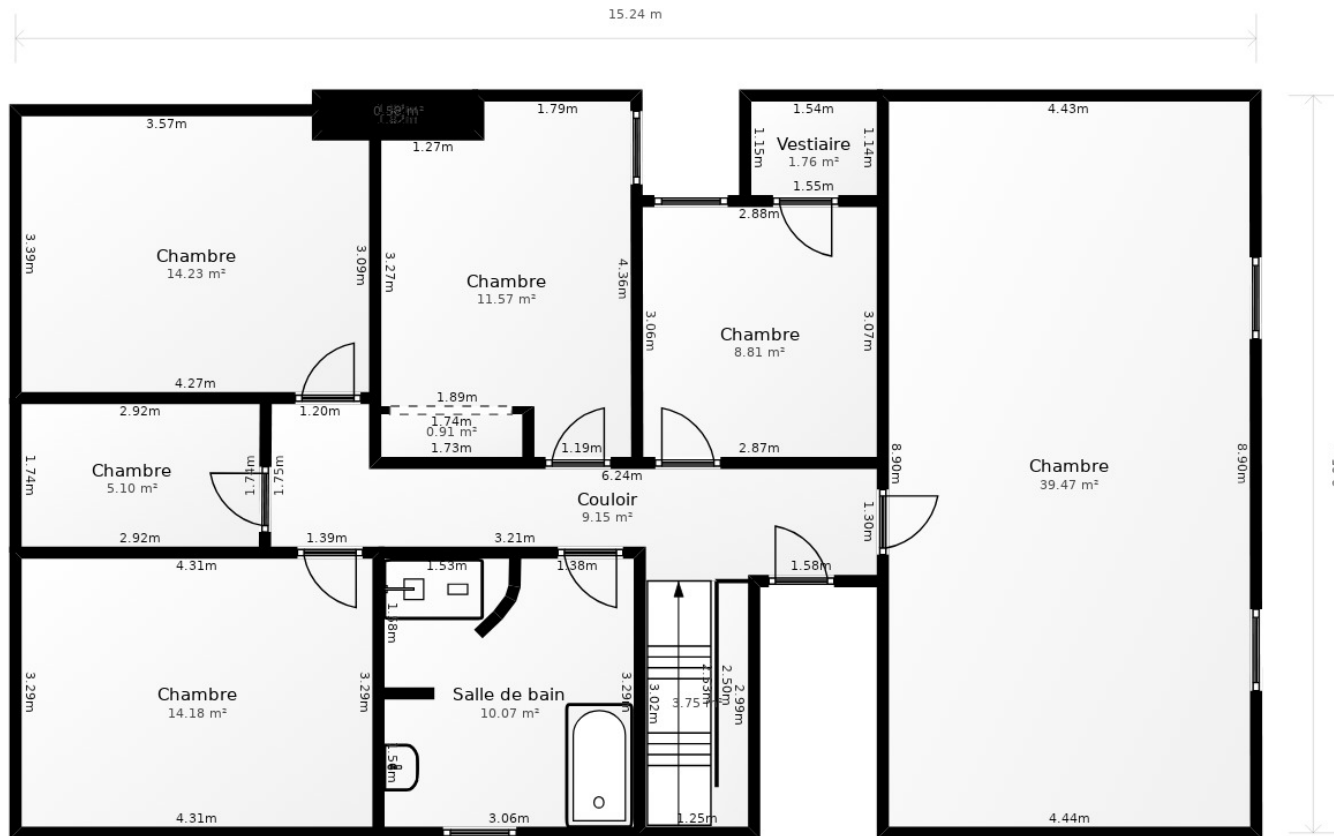 15.24 m
3.57m
1.27m
1.79m
1.54m
4.43m
1.15m
Vestiaire
1.76 m²
1.14m
1.55m
2.88m
3.39m
Chambre
14.23 m²
3.09m
3.27m
Chambre
11.57 m²
4.36m
3.06m
Chambre
8.81 m²
3.07m
4.27m
1.20m
1.89m
1.74m
0.91 m²
1.73m
1.19m
2.87m
2.92m
1.74m
Chambre
5.10 m²
1.74m
1.75m
2.92m
6.24m
Couloir
9.15 m²
1.30m
8.90m
Chambre
39.47 m²
8.90m
1.39m
3.21m
4.31m
1.53m
1.38m
1.58m
3.29m
Chambre
14.18 m²
3.29m
Salle de bain
10.07 m²
3.29m
3.02m
2.50m
2.99m
4.31m
3.06m
1.25m
4.44m